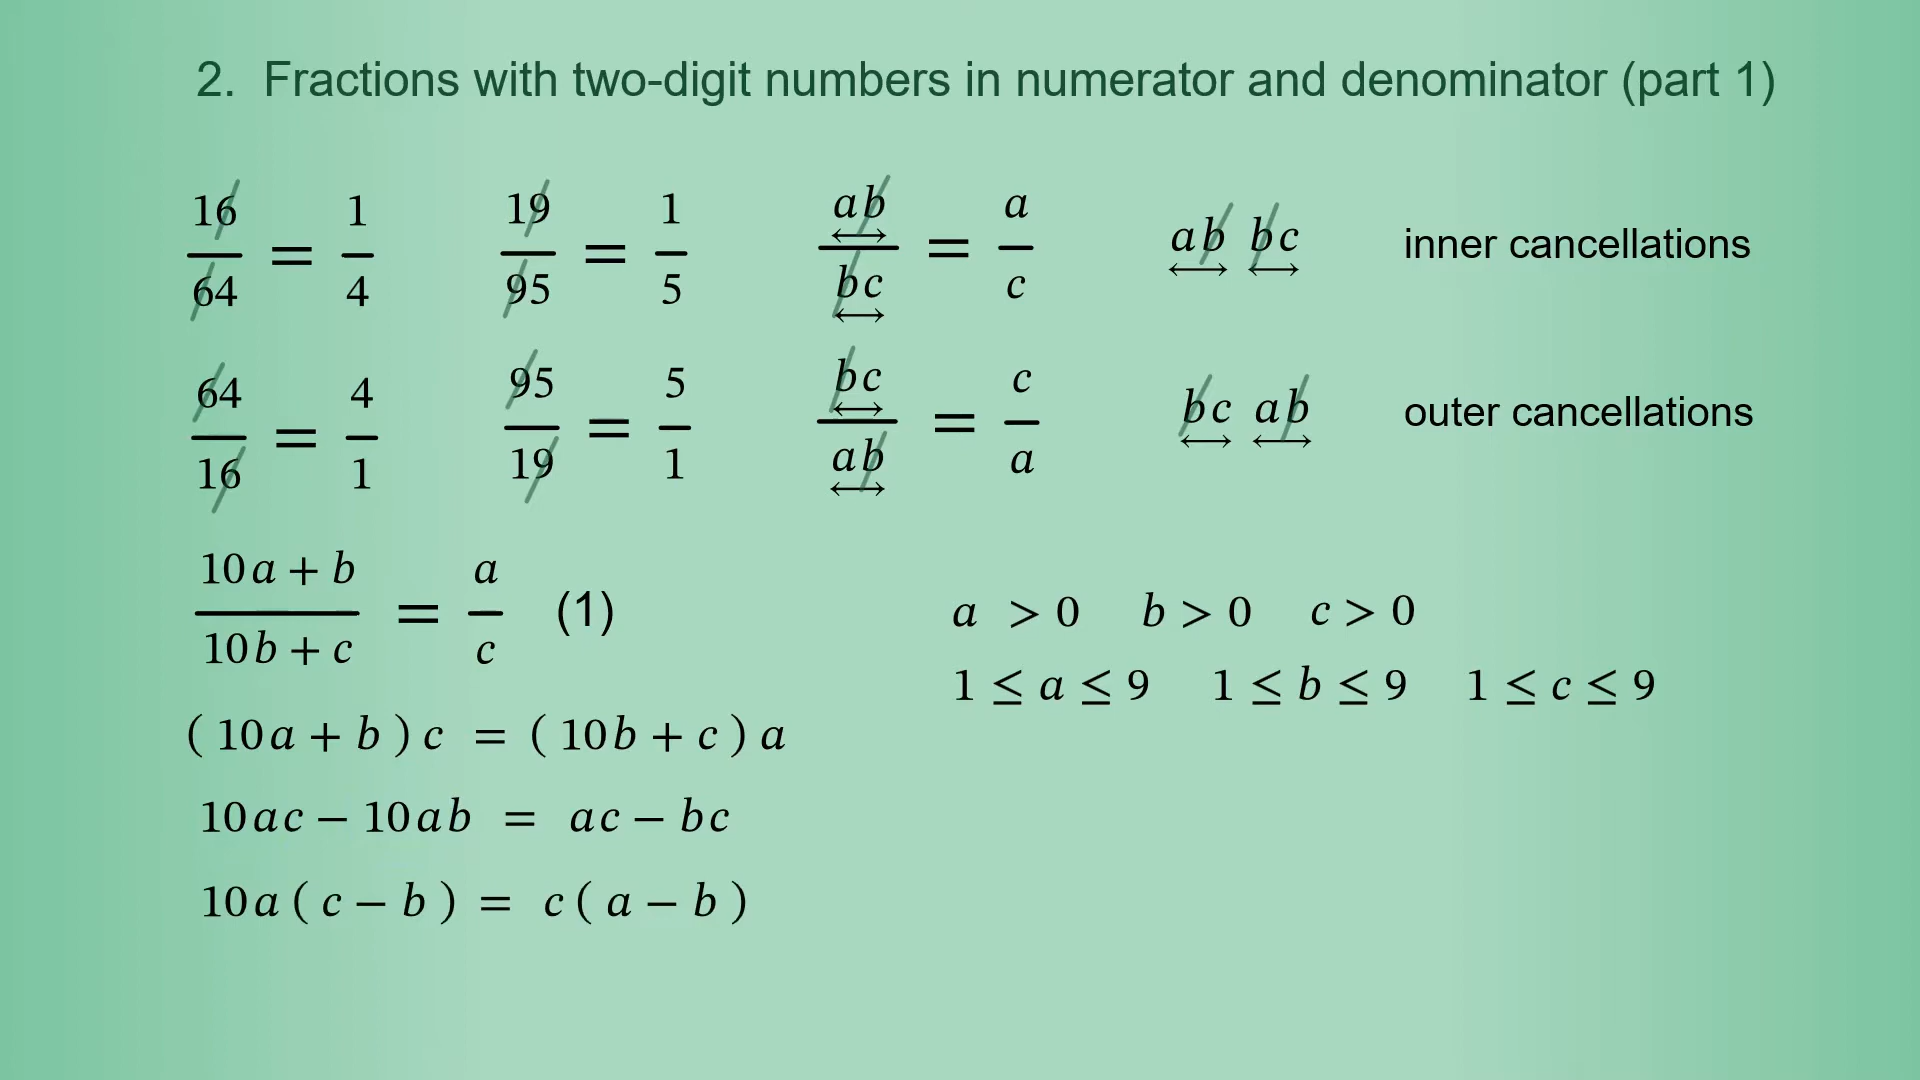 2. Fractions with two-digit numbers in numerator and denominator (part 1)
16/64 = 1/4 19/95 = 1/5 ab/bc = a/c ab bc inner cancellations
64/16 = 4/1 95/19 = 5/1 bc/ab = c/a bc ab outer cancellations
10a + b / 10b + c = a/c (1) a > 0 b > 0 c > 0
1 ≤ a ≤ 9 1 ≤ b ≤ 9 1 ≤ c ≤ 9
( 10a + b ) c = ( 10b + c ) a
10ac − 10ab = ac − bc
10a ( c − b ) = c ( a − b )